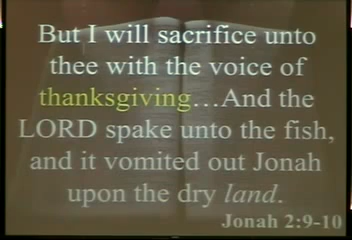 But I will sacrifice unto
thee with the voice of
thanksgiving…And the
LORD spake unto the fish,
and it vomited out Jonah
upon the dry land.
Jonah 2:9-10